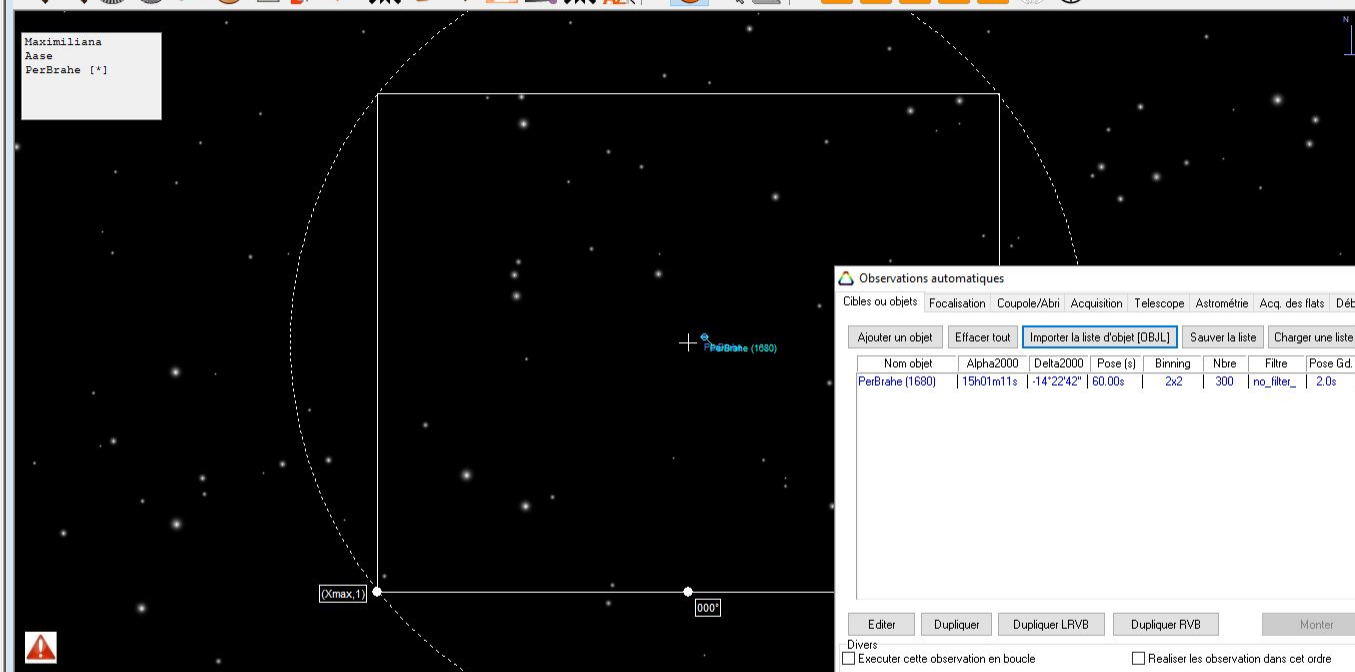 N
Maximiliana
Aase
PerBrahe [*]
PerBrahe (1680)
(Xmax,1)
000°
Observations automatiques
Cibles ou objets Focalisation Coupole/Abri Acquisition Telescope Astrométrie Acq. des flats Déb
Ajouter un objet Effacer tout Importer la liste d'objet [OBJL] Sauver la liste Charger une liste
Nom objet Alpha2000 Delta2000 Pose (s) Binning Nbre Filtre Pose Gd.
PerBrahe (1680) 15h01m11s -14°22'42" 60.00s 2x2 300 no_filter_ 2.0s
Editer Dupliquer Dupliquer LRVB Dupliquer RVB Monter
Divers
Executer cette observation en boucle Realiser les observation dans cet ordre